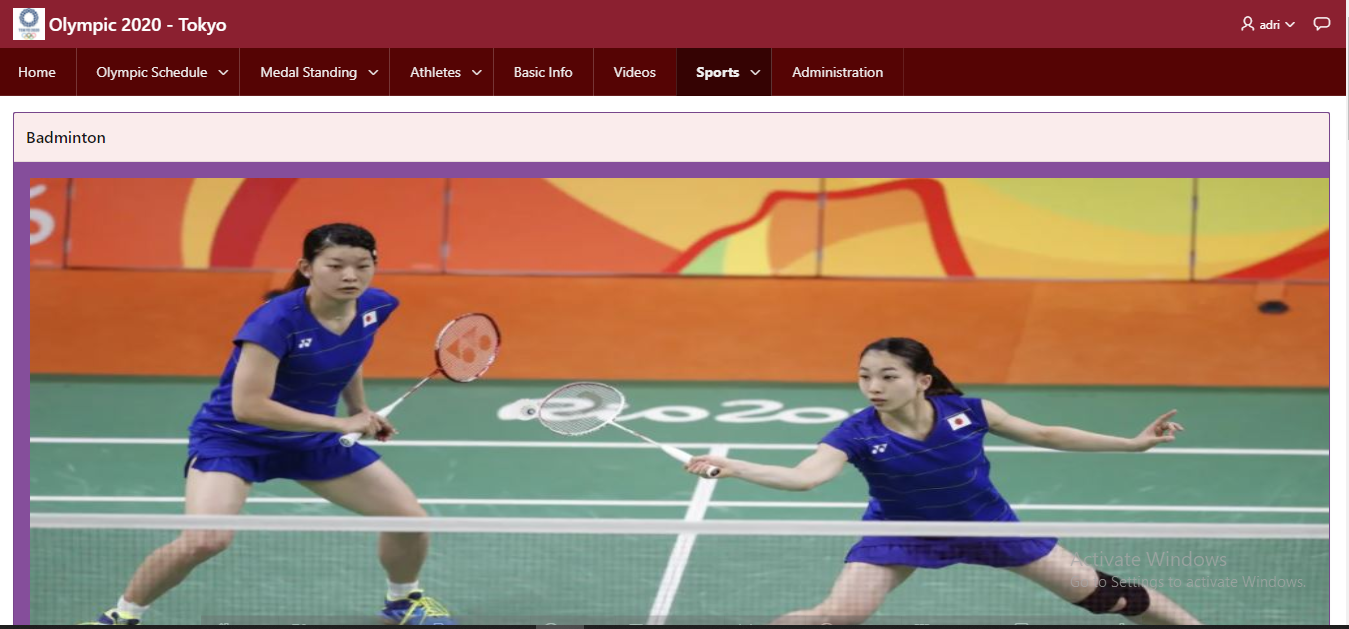 Olympic 2020 - Tokyo
adri
Home
Olympic Schedule
Medal Standing
Athletes
Basic Info
Videos
Sports
Administration
Badminton
Activate Windows
Go to Settings to activate Windows.